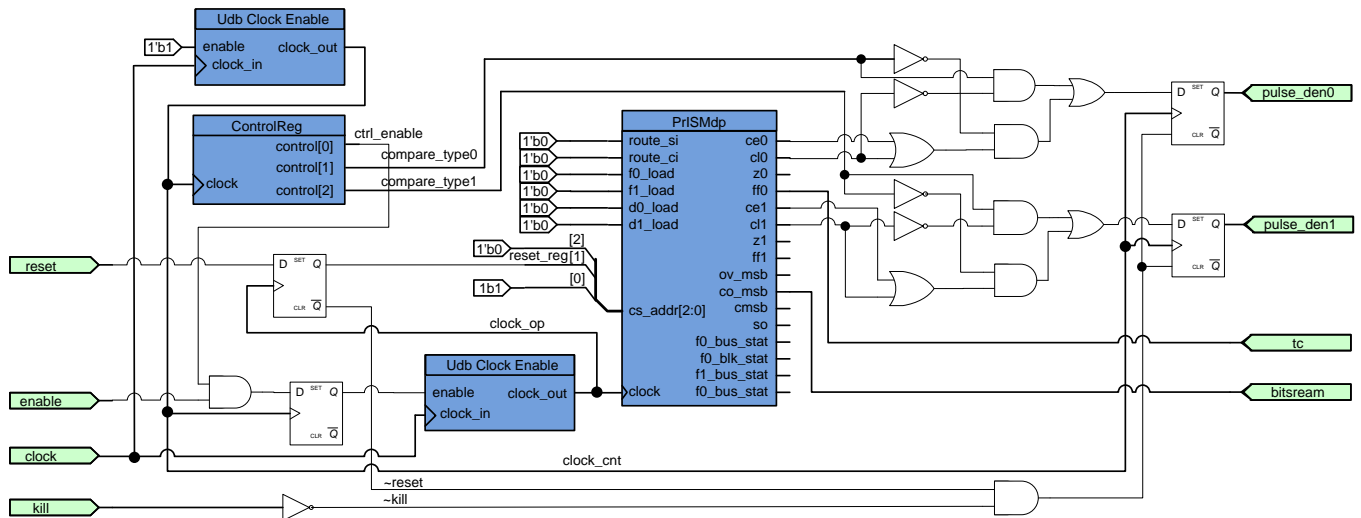 Udb Clock Enable
1'b1
enable
clock_out
clock_in
ControlReg
control[0]
control[1]
control[2]
clock
ctrl_enable
compare_type0
compare_type1
PrISMdp
1'b0
route_si
ce0
1'b0
route_ci
cl0
1'b0
f0_load
z0
1'b0
f1_load
ff0
1'b0
d0_load
ce1
1'b0
d1_load
cl1
z1
ff1
ov_msb
co_msb
cmsb
so
f0_bus_stat
f0_blk_stat
f1_bus_stat
f0_bus_stat
cs_addr[2:0]
clock
1'b0
[2]
reset_reg[1]
1b1
[0]
reset
D SET Q
CLR Q
clock_op
Udb Clock Enable
enable
clock_out
clock_in
enable
D SET Q
CLR Q
clock
clock_cnt
kill
~reset
~kill
D SET Q
CLR Q
pulse_den0
D SET Q
CLR Q
pulse_den1
tc
bitsream